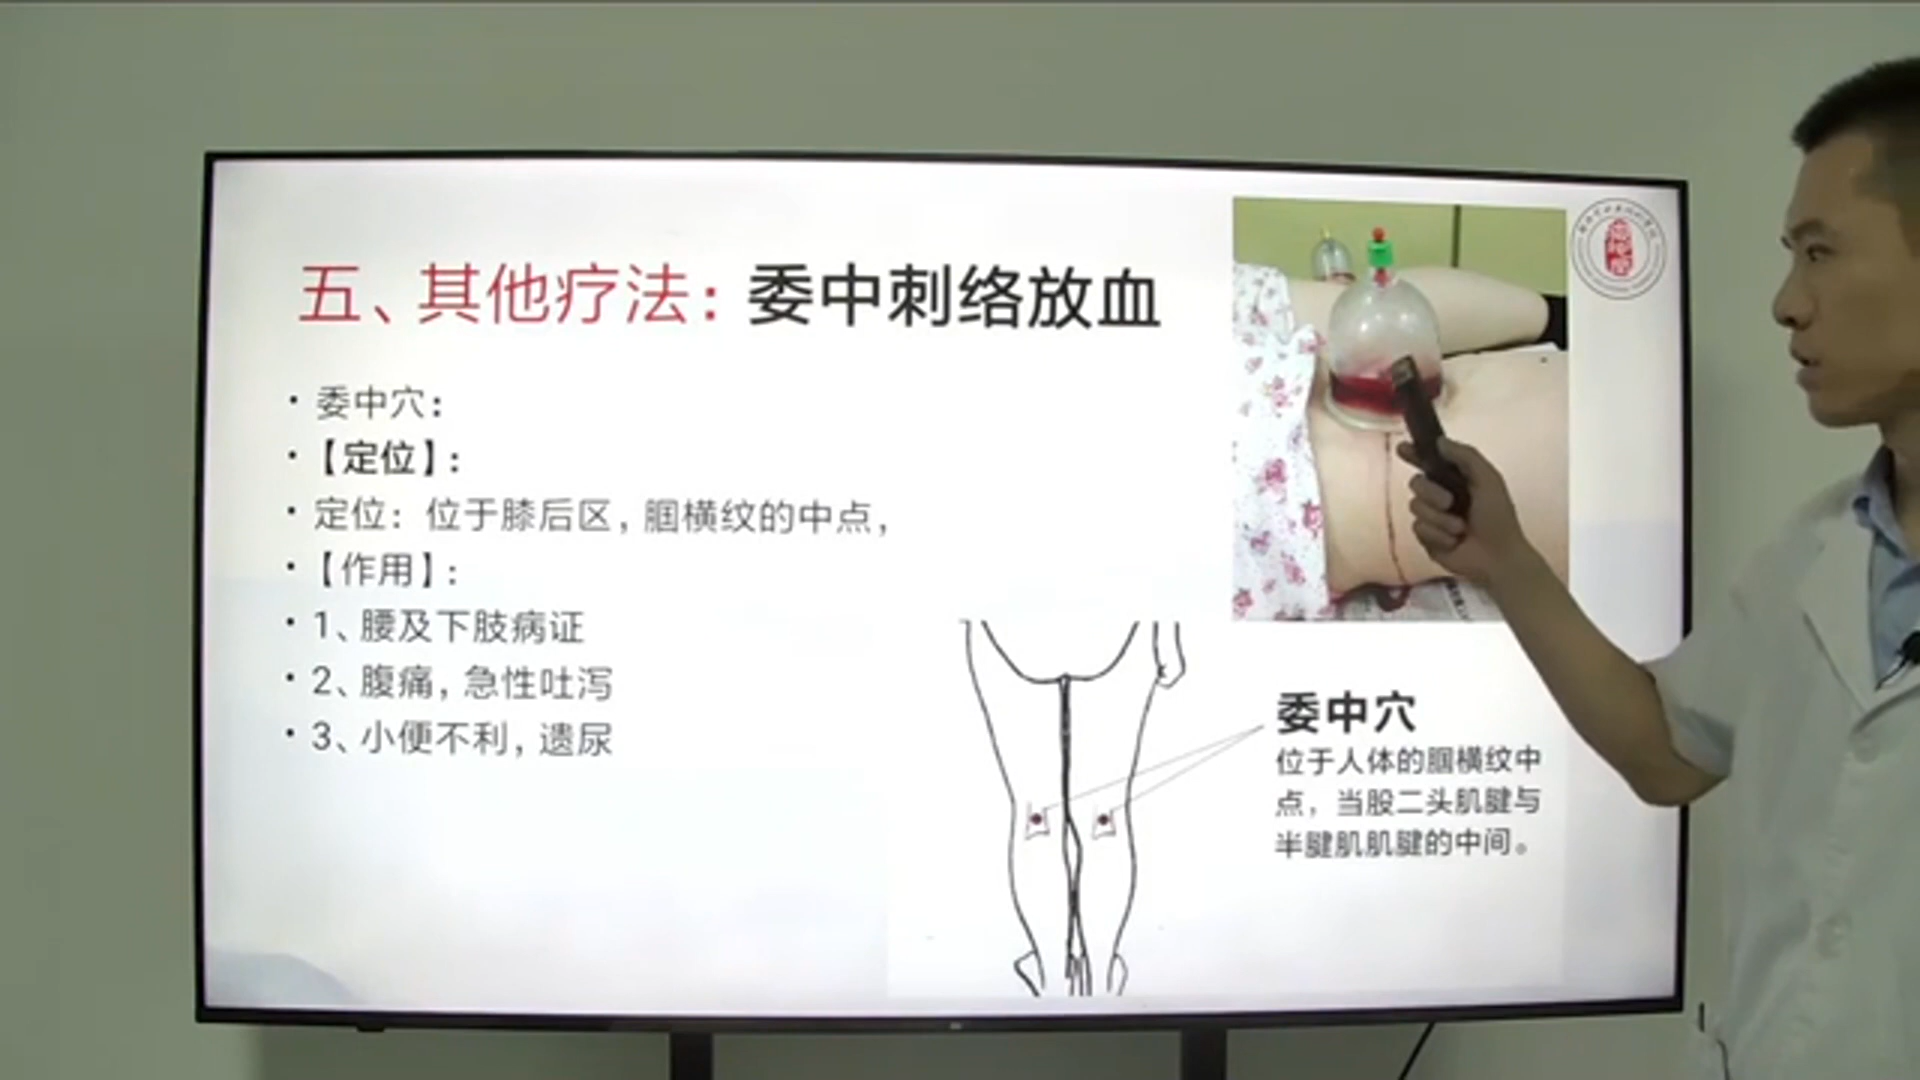 五、其他疗法：委中刺络放血
• 委中穴：
• 【定位】：
• 定位：位于膝后区，腘横纹的中点，
• 【作用】：
• 1、腰及下肢病证
• 2、腹痛，急性吐泻
• 3、小便不利，遗尿
委中穴
位于人体的腘横纹中
点，当股二头肌腱与
半腱肌肌腱的中间。